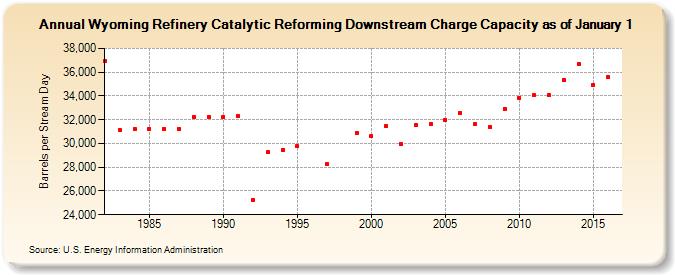 Annual Wyoming Refinery Catalytic Reforming Downstream Charge Capacity as of January 1
Barrels per Stream Day
38,000
36,000
34,000
32,000
30,000
28,000
26,000
24,000
1985 1990 1995 2000 2005 2010 2015
Source: U.S. Energy Information Administration